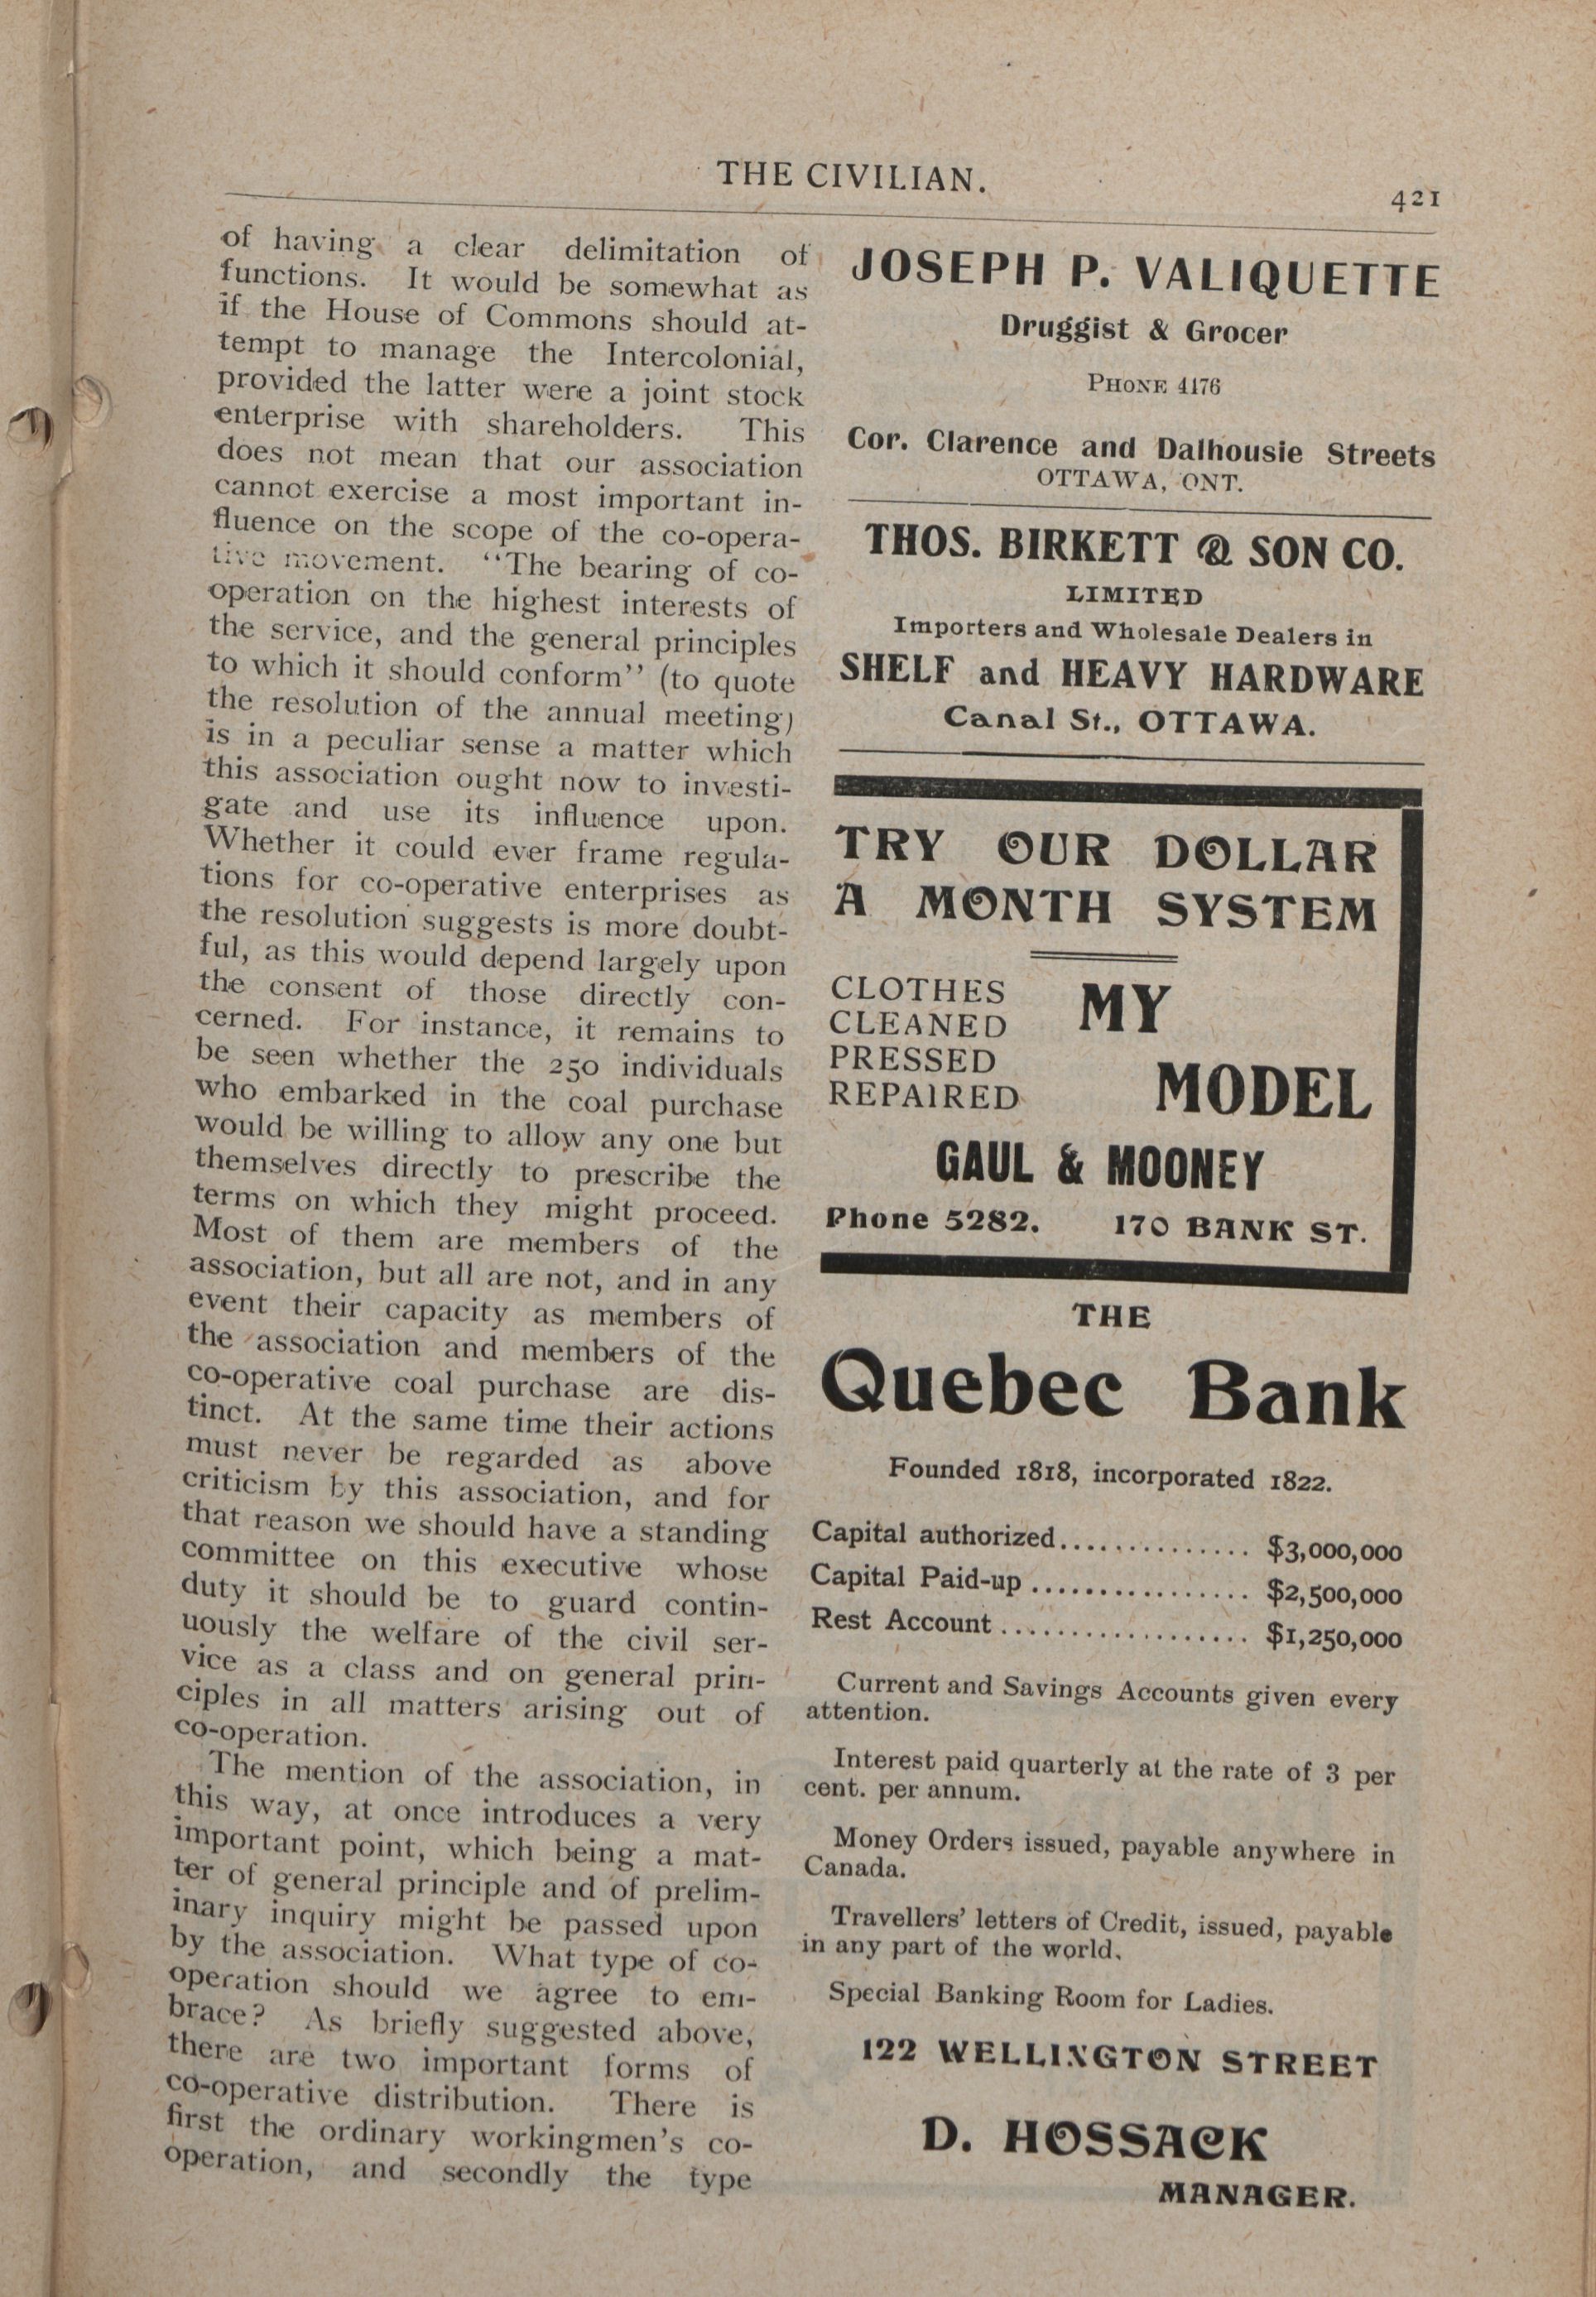 THE CIVILIAN.
421
of having a clear delimitation of
functions. It would be somewhat as
if the House of Commons should at-
tempt to manage the Intercolonial,
provided the latter were a joint stock
enterprise with shareholders. This
does not mean that our association
cannot exercise a most important in-
fluence on the scope of the co-opera-
tive movement. ‘‘The bearing of co-
operation on the highest interests of
the service, and the general principles
to which it should conform’’ (to quote
the resolution of the annual meeting)
is in a peculiar sense a matter which
this association ought now to investi-
gate and use its influence upon.
Whether it could ever frame regula-
tions for co-operative enterprises as
the resolution suggests is more doubt-
ful, as this would depend largely upon
the consent of those directly con-
cerned. For instance, it remains to
be seen whether the 250 individuals
who embarked in the coal purchase
would be willing to allow any one but
themselves directly to prescribe the
terms on which they might proceed.
Most of them are members of the
association, but all are not, and in any
event their capacity as members of
the association and members of the
co-operative coal purchase are dis-
tinct. At the same time their actions
must never be regarded as above
criticism by this association, and for
that reason we should have a standing
committee on this executive whose
duty it should be to guard contin-
uously the welfare of the civil ser-
vice as a class and on general prin-
ciples in all matters arising out of
co-operation.
The mention of the association, in
this way, at once introduces a very
important point, which being a mat-
ter of general principle and of prelim-
inary inquiry might be passed upon
by the association. What type of co-
operation should we agree to em-
brace? As briefly suggested above,
there are two important forms of
co-operative distribution. There is
first the ordinary workingmen's co-
operation, and secondly the type
JOSEPH P. VALIQUETTE
Druggist & Grocer
PHONE 4176
Cor. Clarence and Dalhousie Streets
OTTAWA, ONT.
THOS. BIRKETT & SON CO.
LIMITED
Importers and Wholesale Dealers in
SHELF and HEAVY HARDWARE
Canal St., OTTAWA.
TRY OUR DOLLAR
A MONTH SYSTEM
CLOTHES
CLEANED
PRESSED
REPAIRED
MY
MODEL
GAUL & MOONEY
Phone 5282. 170 BANK ST.
THE
Quebec Bank
Founded 1818, incorporated 1822.
Capital authorized.............. $3,000,000
Capital Paid-up ................ $2,500,000
Rest Account .................. $1,250,000
Current and Savings Accounts given every
attention.
Interest paid quarterly at the rate of 3 per
cent. per annum.
Money Orders issued, payable anywhere in
Canada.
Travellers' letters of Credit, issued, payable
in any part of the world.
Special Banking Room for Ladies.
122 WELLINGTON STREET
D. HOSSACK
MANAGER.